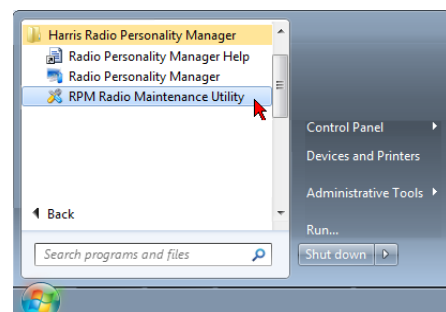 Harris Radio Personality Manager
Radio Personality Manager Help
Radio Personality Manager
RPM Radio Maintenance Utility
Back
Search programs and files
Control Panel
Devices and Printers
Administrative Tools
Run...
Shut down